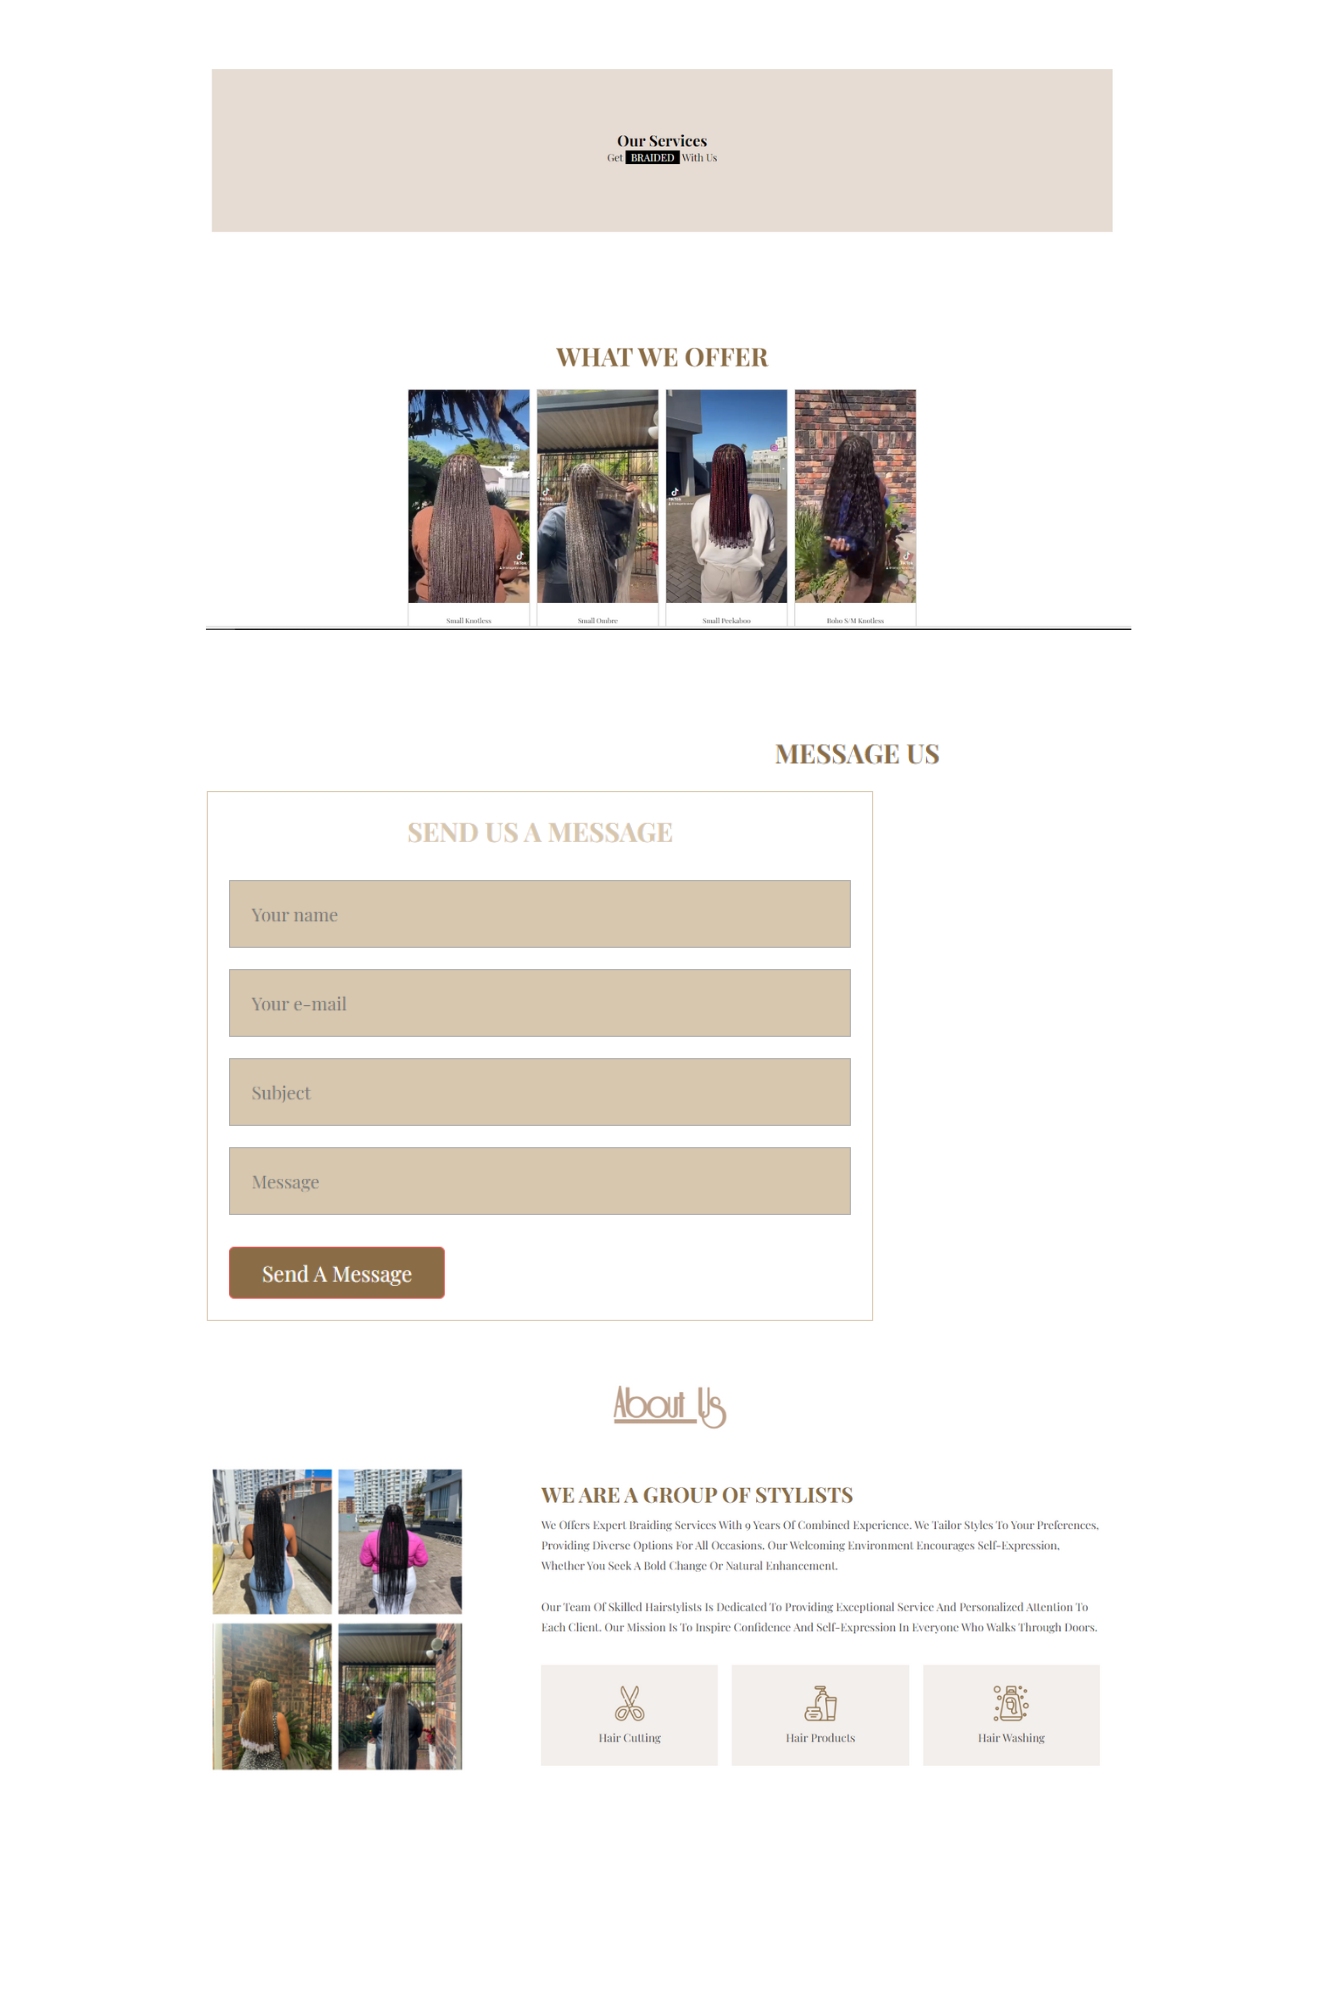 Our Services
Get BRAIDED With Us
WHAT WE OFFER
TikTok
TikTok
TikTok
TikTok
Small Knotless
Small Ombre
Small Peekaboo
Boho S/M Knotless
MESSAGE US
SEND US A MESSAGE
Your name
Your e-mail
Subject
Message
Send A Message
About Us
WE ARE A GROUP OF STYLISTS
We Offers Expert Braiding Services With 9 Years Of Combined Experience. We Tailor Styles To Your Preferences,
Providing Diverse Options For All Occasions. Our Welcoming Environment Encourages Self-Expression,
Whether You Seek A Bold Change Or Natural Enhancement.
Our Team Of Skilled Hairstylists Is Dedicated To Providing Exceptional Service And Personalized Attention To
Each Client. Our Mission Is To Inspire Confidence And Self-Expression In Everyone Who Walks Through Doors.
Hair Cutting
Hair Products
Hair Washing